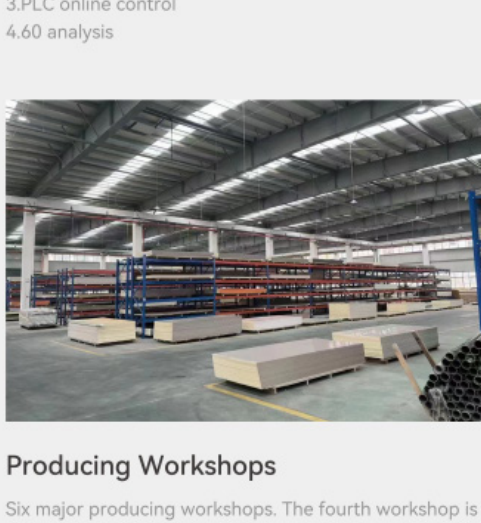 3.PLC online control
4.60 analysis
Producing Workshops
Six major producing workshops. The fourth workshop is